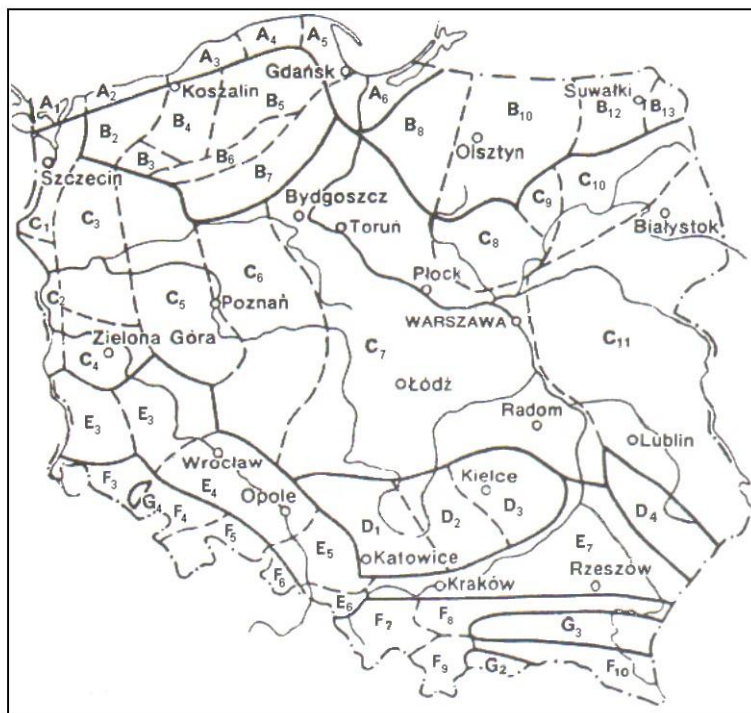 A₄
A₅
A₃
Gdańsk
A₂
A₁
Koszalin
A₆
Suwałki
B₁₂
B₁₃
B₅
B₂
B₄
B₈
B₁₀
Olsztyn
B₃
B₆
B₇
Szczecin
C₁₀
C₉
Bydgoszcz
C₁
C₃
Toruń
Białystok
C₈
C₆
Płock
C₂
C₅
Poznań
WARSZAWA
Zielona Góra
C₁₁
C₄
C₇
Łódź
E₃
E₃
Radom
Lublin
Wrocław
F₃
G₄
E₄
Kielce
Opole
F₄
D₁
D₂
D₃
D₄
F₅
E₅
E₇
Katowice
F₆
Kraków
Rzeszów
E₆
F₇
F₈
G₃
F₉
G₂
F₁₀